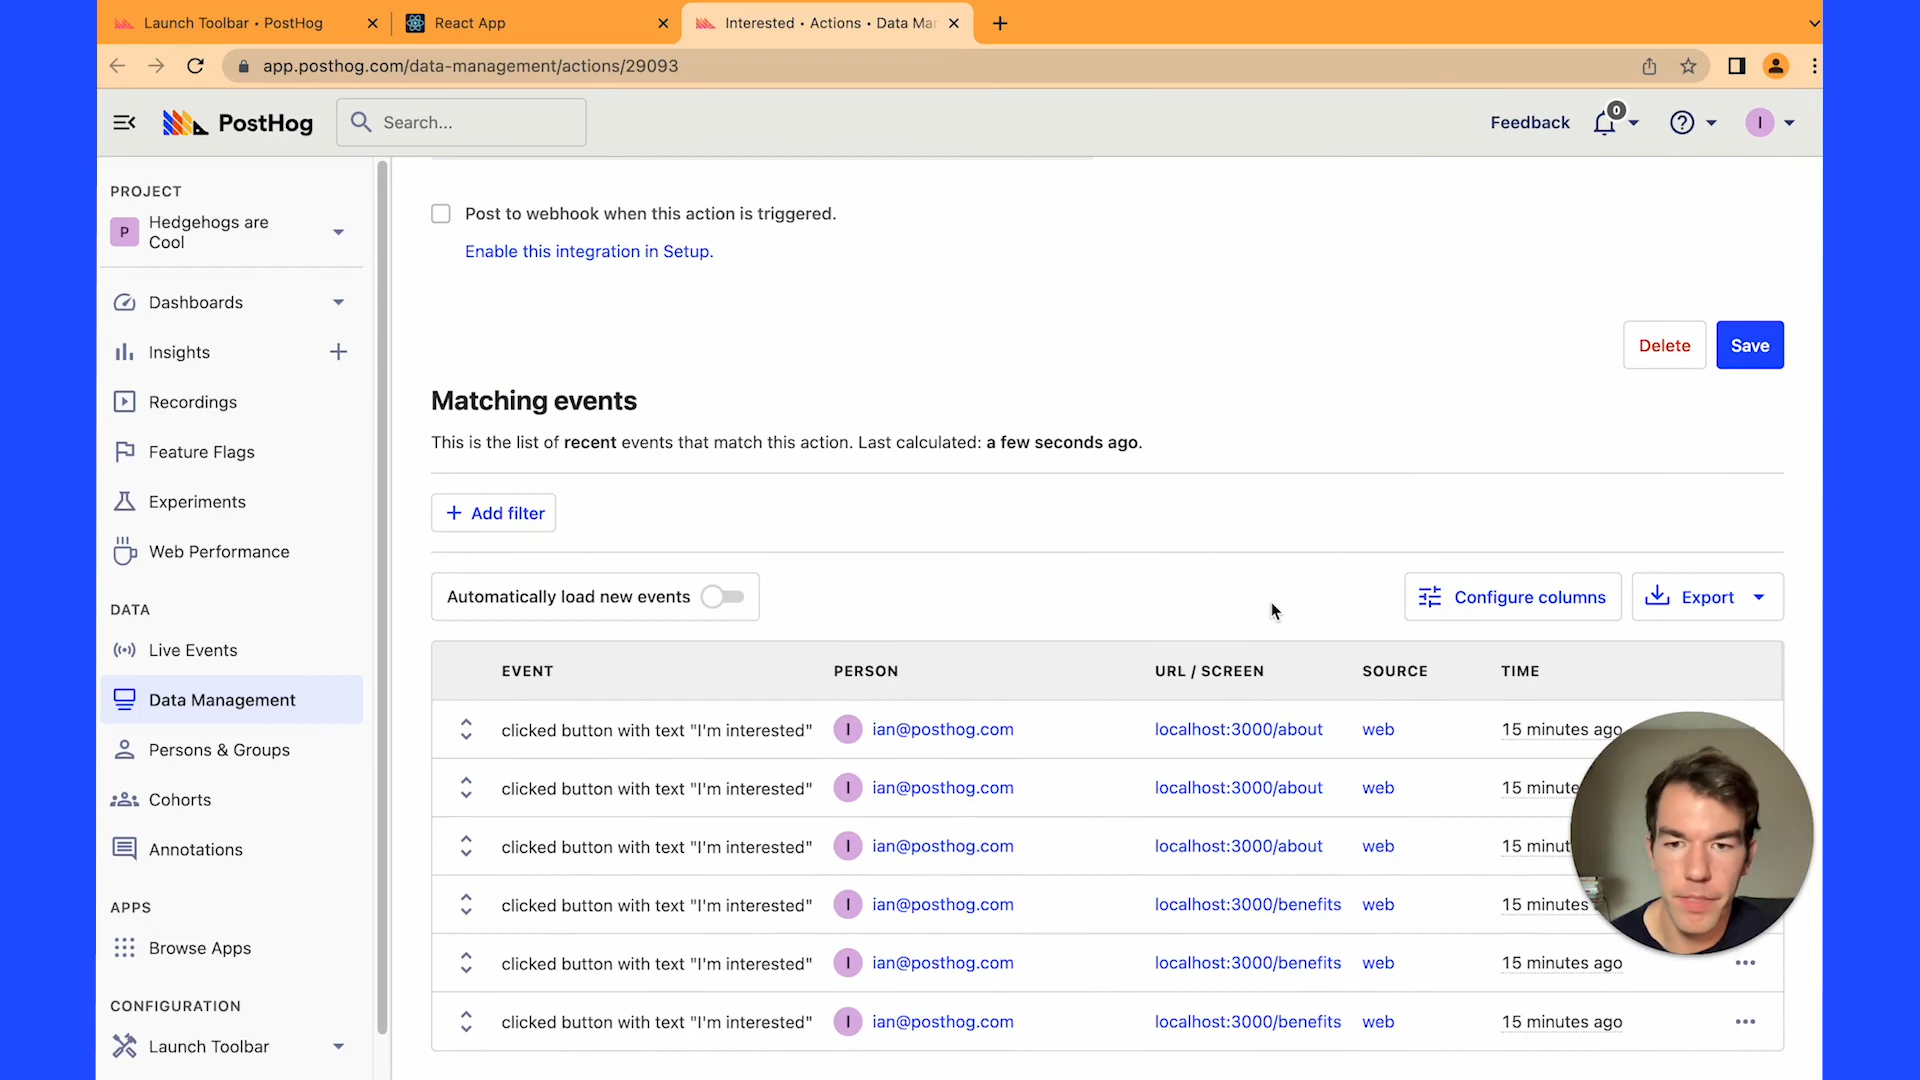 Launch Toolbar • PostHog
React App
Interested • Actions • Data Ma
app.posthog.com/data-management/actions/29093
PostHog
Search...
Feedback
0
I
PROJECT
P
Hedgehogs are
Cool
Dashboards
Insights
Recordings
Feature Flags
Experiments
Web Performance
DATA
Live Events
Data Management
Persons & Groups
Cohorts
Annotations
APPS
Browse Apps
CONFIGURATION
Launch Toolbar
Post to webhook when this action is triggered.
Enable this integration in Setup.
Delete
Save
Matching events
This is the list of recent events that match this action. Last calculated: a few seconds ago.
+ Add filter
Automatically load new events
Configure columns
Export
EVENT PERSON URL / SCREEN SOURCE TIME
clicked button with text "I'm interested" I ian@posthog.com localhost:3000/about web 15 minutes ago
clicked button with text "I'm interested" I ian@posthog.com localhost:3000/about web 15 minute
clicked button with text "I'm interested" I ian@posthog.com localhost:3000/about web 15 minut
clicked button with text "I'm interested" I ian@posthog.com localhost:3000/benefits web 15 minutes
clicked button with text "I'm interested" I ian@posthog.com localhost:3000/benefits web 15 minutes ago
clicked button with text "I'm interested" I ian@posthog.com localhost:3000/benefits web 15 minutes ago